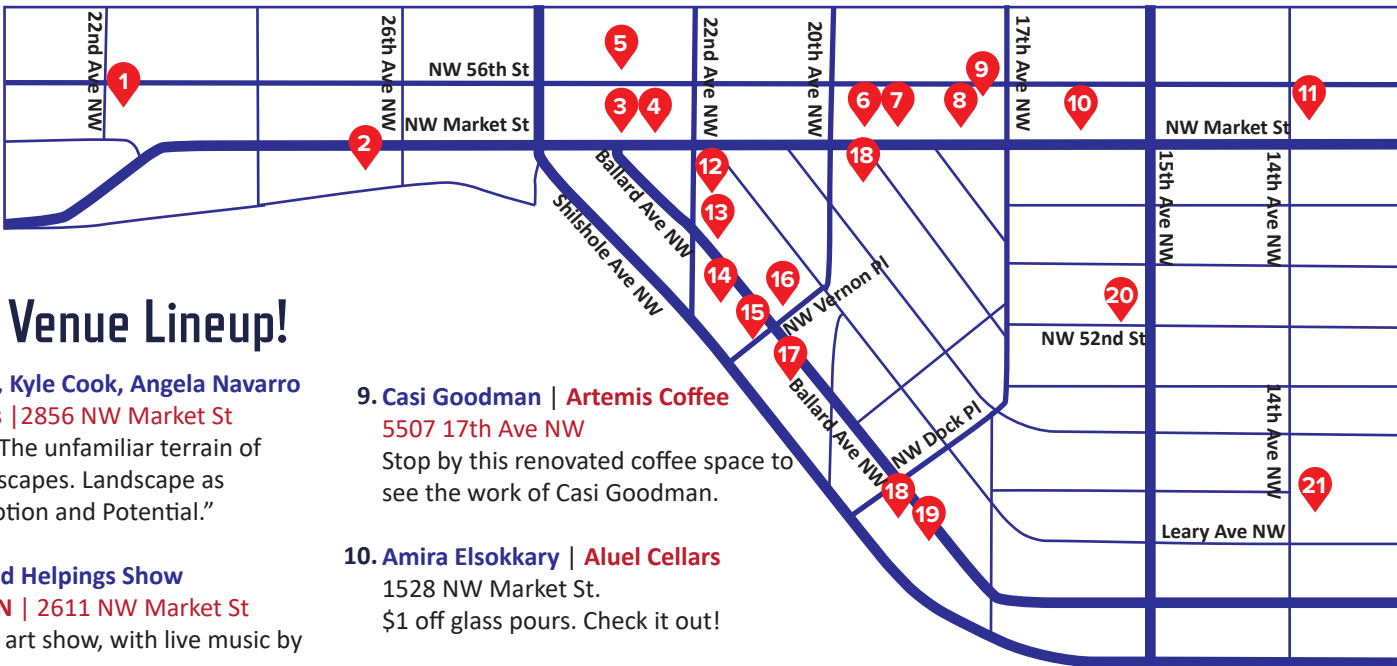 22nd Ave NW
26th Ave NW
22nd Ave NW
20th Ave NW
17th Ave NW
NW 56th St
NW Market St
NW Market St
1
2
3
4
5
6
7
8
9
10
11
18
12
13
14
15
16
17
18
19
20
21
Ballard Ave NW
Shilshole Ave NW
NW Vernon Pl
Ballard Ave NW
NW Dock Pl
15th Ave NW
14th Ave NW
NW 52nd St
14th Ave NW
Leary Ave NW
Venue Lineup!
, Kyle Cook, Angela Navarro
|2856 NW Market St
The unfamiliar terrain of
scapes. Landscape as
ption and Potential.”
d Helpings Show
N | 2611 NW Market St
art show, with live music by
9. Casi Goodman | Artemis Coffee
5507 17th Ave NW
Stop by this renovated coffee space to
see the work of Casi Goodman.
10. Amira Elsokkary | Aluel Cellars
1528 NW Market St.
$1 off glass pours. Check it out!